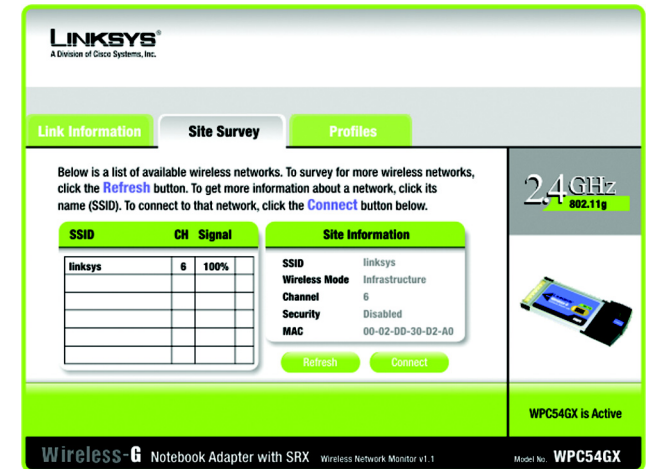 LINKSYS®
A Division of Cisco Systems, Inc.
Link Information
Site Survey
Profiles
Below is a list of available wireless networks. To survey for more wireless networks,
click the Refresh button. To get more information about a network, click its
name (SSID). To connect to that network, click the Connect button below.
2.4GHz
802.11g
SSID CH Signal
linksys 6 100%
Site Information
SSID linksys
Wireless Mode Infrastructure
Channel 6
Security Disabled
MAC 00-02-DD-30-D2-A0
Refresh
Connect
LINKSYS
WPC54GX is Active
Wireless-G Notebook Adapter with SRX Wireless Network Monitor v1.1 Model No. WPC54GX